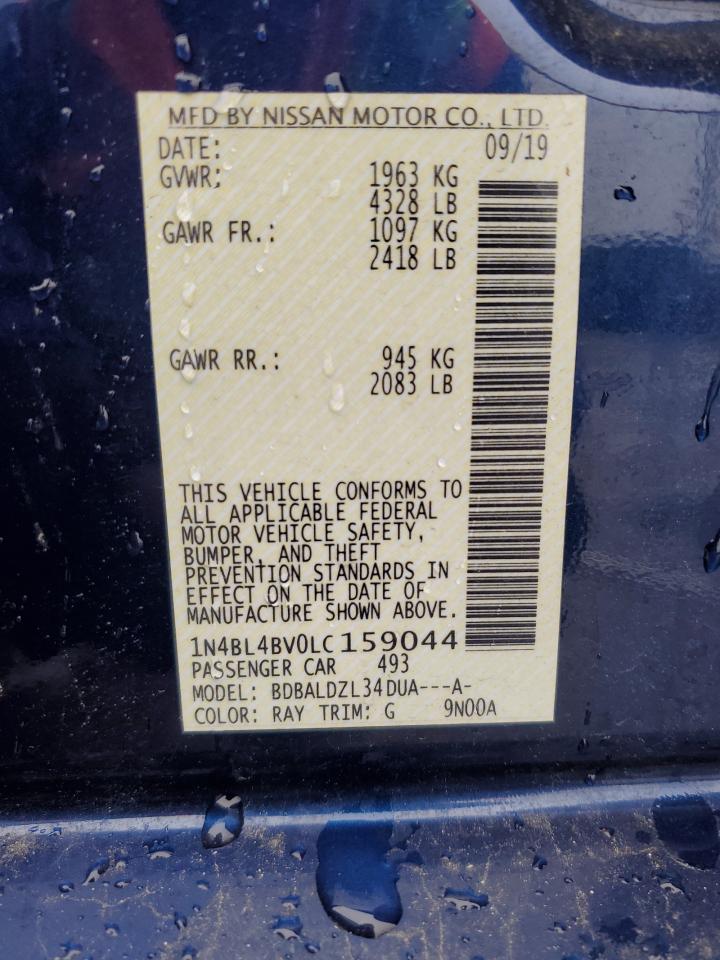 MFD BY NISSAN MOTOR CO., LTD.
DATE: 09/19
GVWR: 1963 KG
4328 LB
GAWR FR.: 1097 KG
2418 LB
GAWR RR.: 945 KG
2083 LB
THIS VEHICLE CONFORMS TO
ALL APPLICABLE FEDERAL
MOTOR VEHICLE SAFETY,
BUMPER, AND THEFT
PREVENTION STANDARDS IN
EFFECT ON THE DATE OF
MANUFACTURE SHOWN ABOVE.
1N4BL4BV0LC159044
PASSENGER CAR 493
MODEL: BDBALDZL34DUA---A-
COLOR: RAY TRIM: G 9N00A